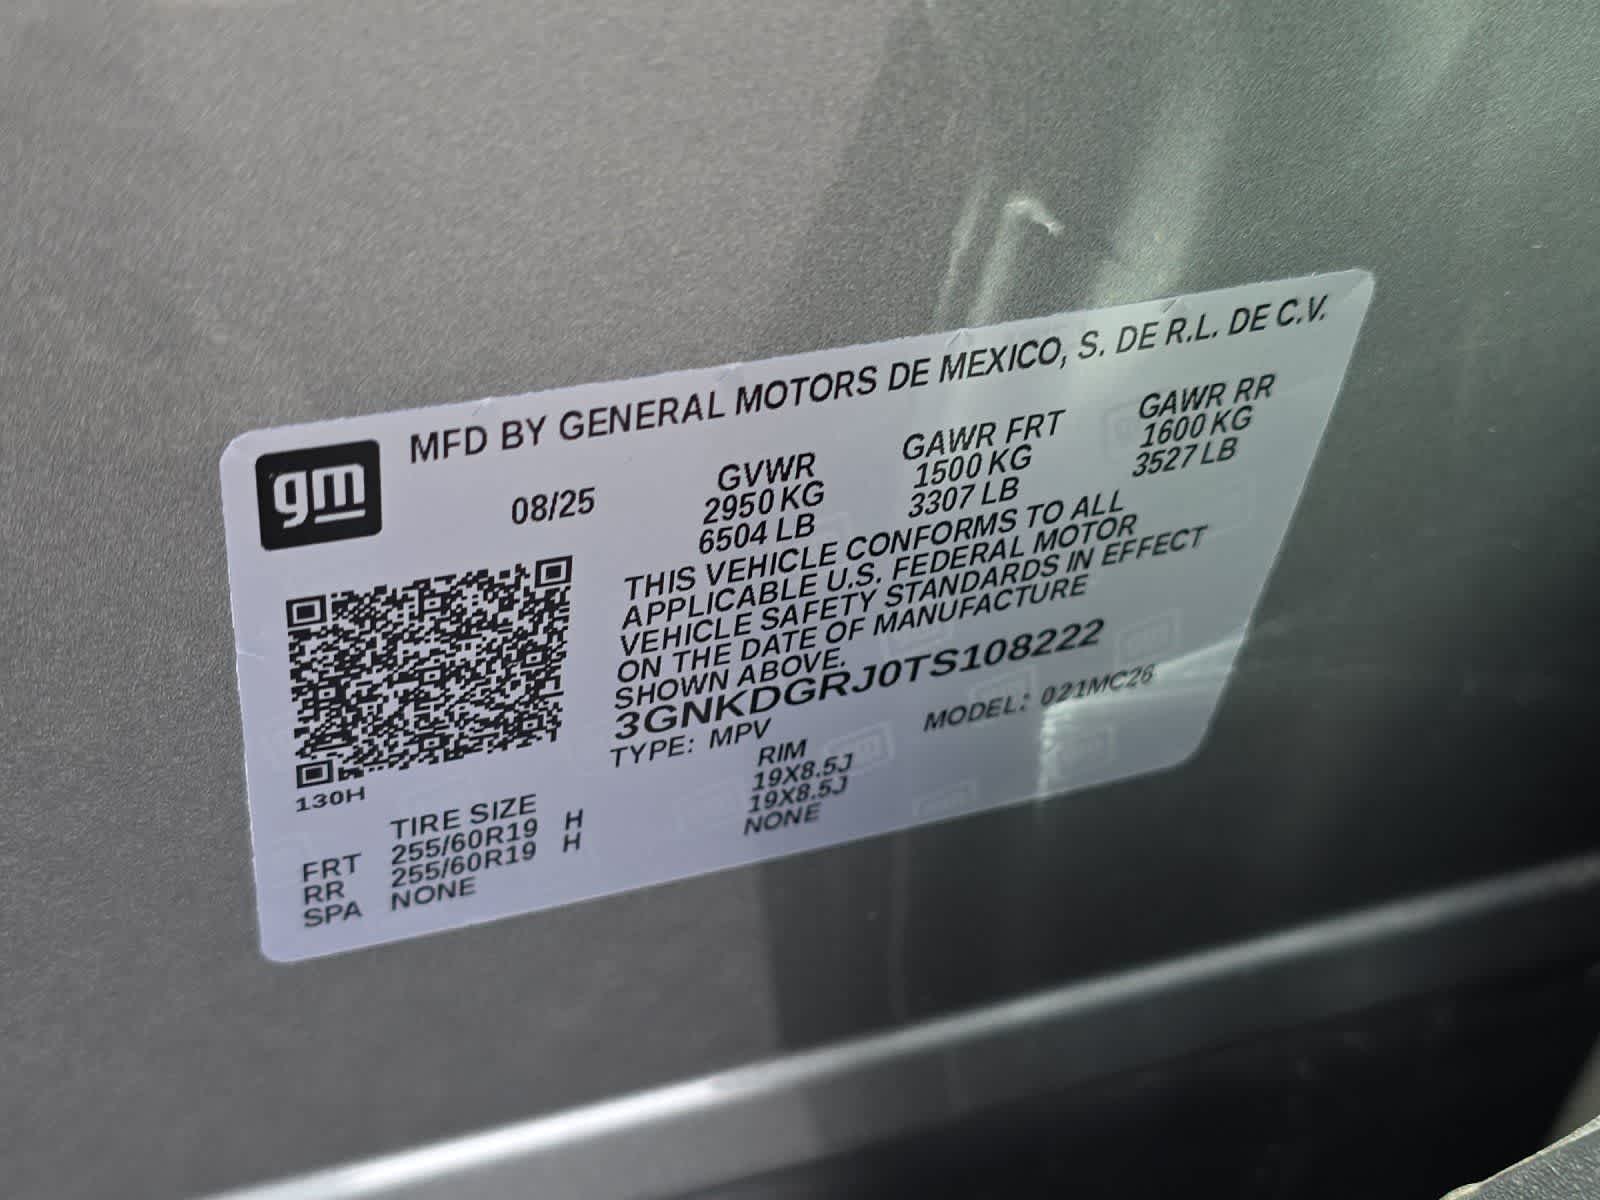 gm
MFD BY GENERAL MOTORS DE MEXICO, S. DE R.L. DE C.V.
08/25
GVWR GAWR FRT GAWR RR
2950 KG 1500 KG 1600 KG
6504 LB 3307 LB 3527 LB
THIS VEHICLE CONFORMS TO ALL
APPLICABLE U.S. FEDERAL MOTOR
VEHICLE SAFETY STANDARDS IN EFFECT
ON THE DATE OF MANUFACTURE
SHOWN ABOVE.
3GNKDGRJ0TS108222
TYPE: MPV MODEL: 021MC26
130H
TIRE SIZE RIM
FRT 255/60R19 H 19X8.5J
RR 255/60R19 H 19X8.5J
SPA NONE NONE